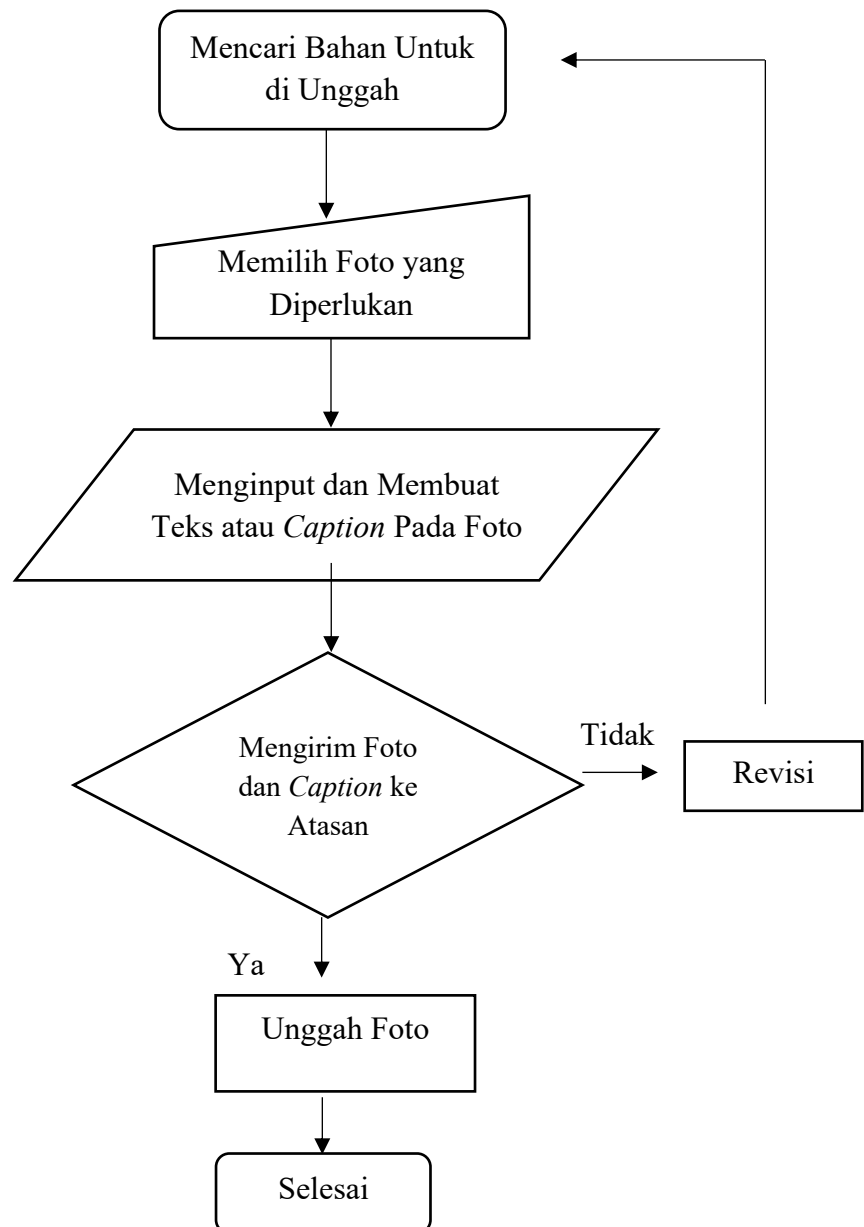 Mencari Bahan Untuk
di Unggah
Memilih Foto yang
Diperlukan
Menginput dan Membuat
Teks atau Caption Pada Foto
Mengirim Foto
dan Caption ke
Atasan
Tidak
Revisi
Ya
Unggah Foto
Selesai